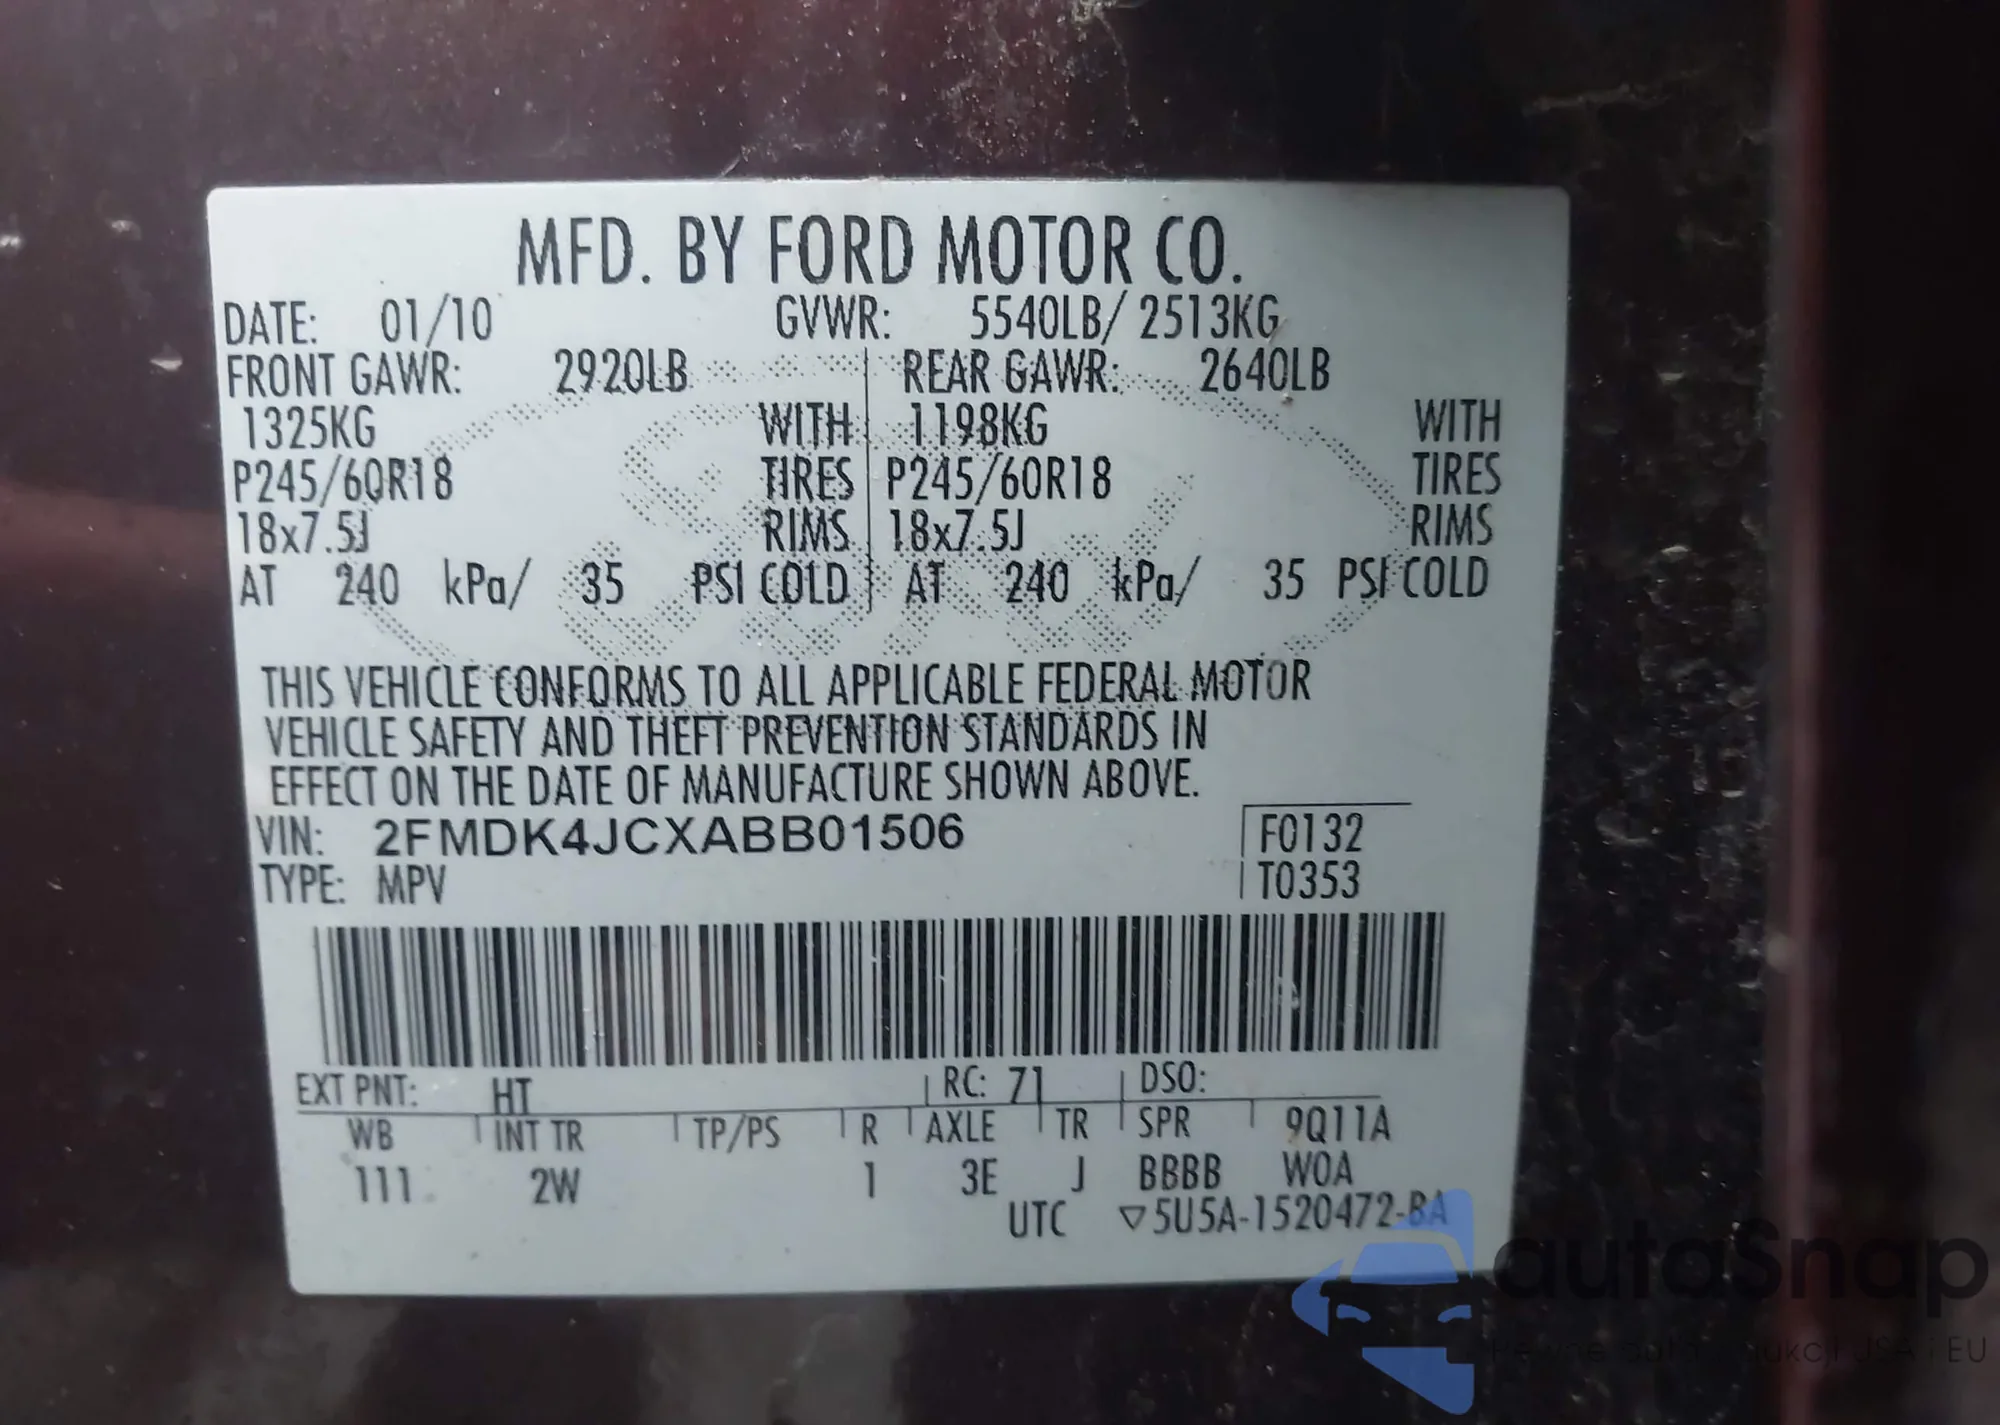 MFD. BY FORD MOTOR CO.
DATE: 01/10 GVWR: 5540LB/ 2513KG
FRONT GAWR: 2920LB REAR GAWR: 2640LB
1325KG WITH 1198KG WITH
P245/60R18 TIRES P245/60R18 TIRES
18x7.5J RIMS 18x7.5J RIMS
AT 240 kPa/ 35 PSI COLD AT 240 kPa/ 35 PSI COLD
THIS VEHICLE CONFORMS TO ALL APPLICABLE FEDERAL MOTOR
VEHICLE SAFETY AND THEFT PREVENTION STANDARDS IN
EFFECT ON THE DATE OF MANUFACTURE SHOWN ABOVE.
VIN: 2FMDK4JCXABB01506 F0132
TYPE: MPV T0353
EXT PNT: HT RC: 71 DSO:
WB INT TR TP/PS R AXLE TR SPR 9Q11A
111 2W 1 3E J BBBB WOA
UTC ▽5U5A-1520472-BA
autaSnap
i EU